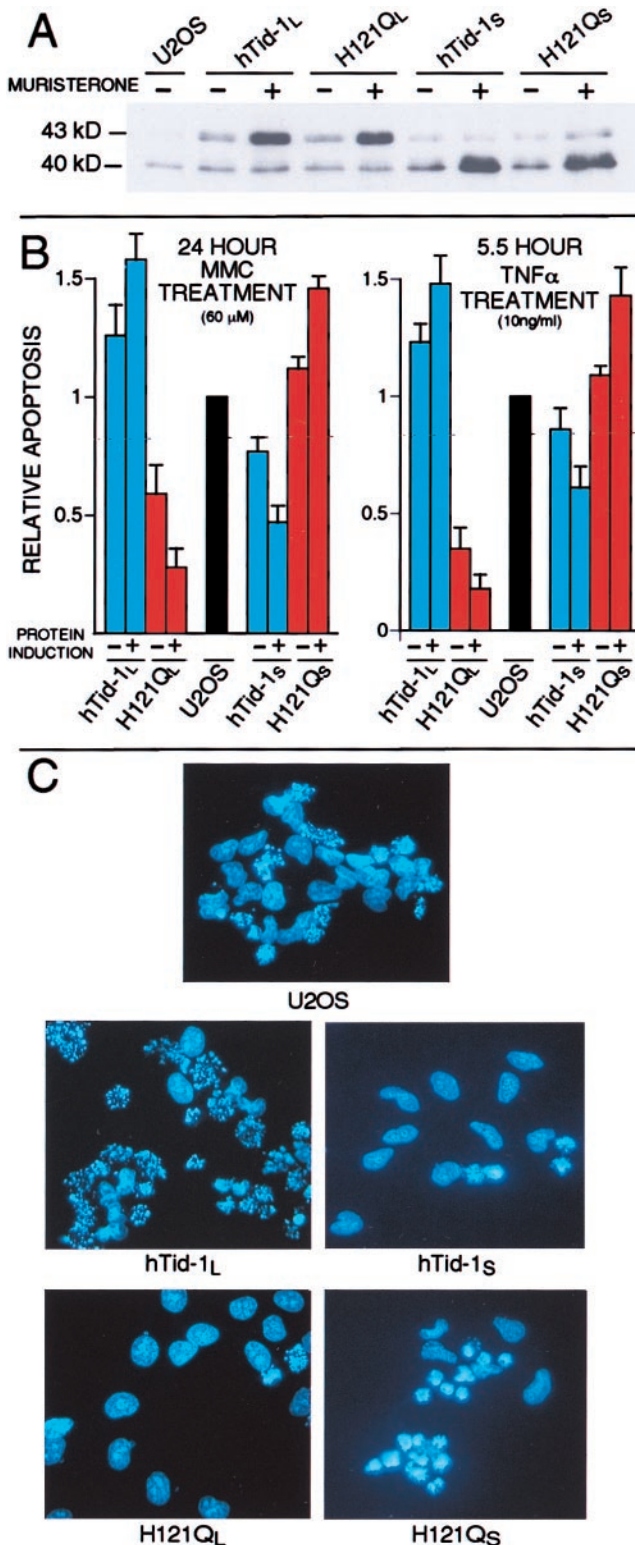 A
U2OS
hTid-1L
H121QL
hTid-1s
H121Qs
MURISTERONE
− − + − + − + − +
43 kD
40 kD
B
24 HOUR
MMC
TREATMENT
(60 µM)
5.5 HOUR
TNFα
TREATMENT
(10ng/ml)
RELATIVE APOPTOSIS
1.5
1
0.5
1.5
1
0.5
0
PROTEIN
INDUCTION
− + − + − + − +
− + − + − + − +
hTid-1L
H121QL
U2OS
hTid-1s
H121Qs
hTid-1L
H121QL
U2OS
hTid-1s
H121Qs
C
U2OS
hTid-1L
hTid-1S
H121QL
H121QS